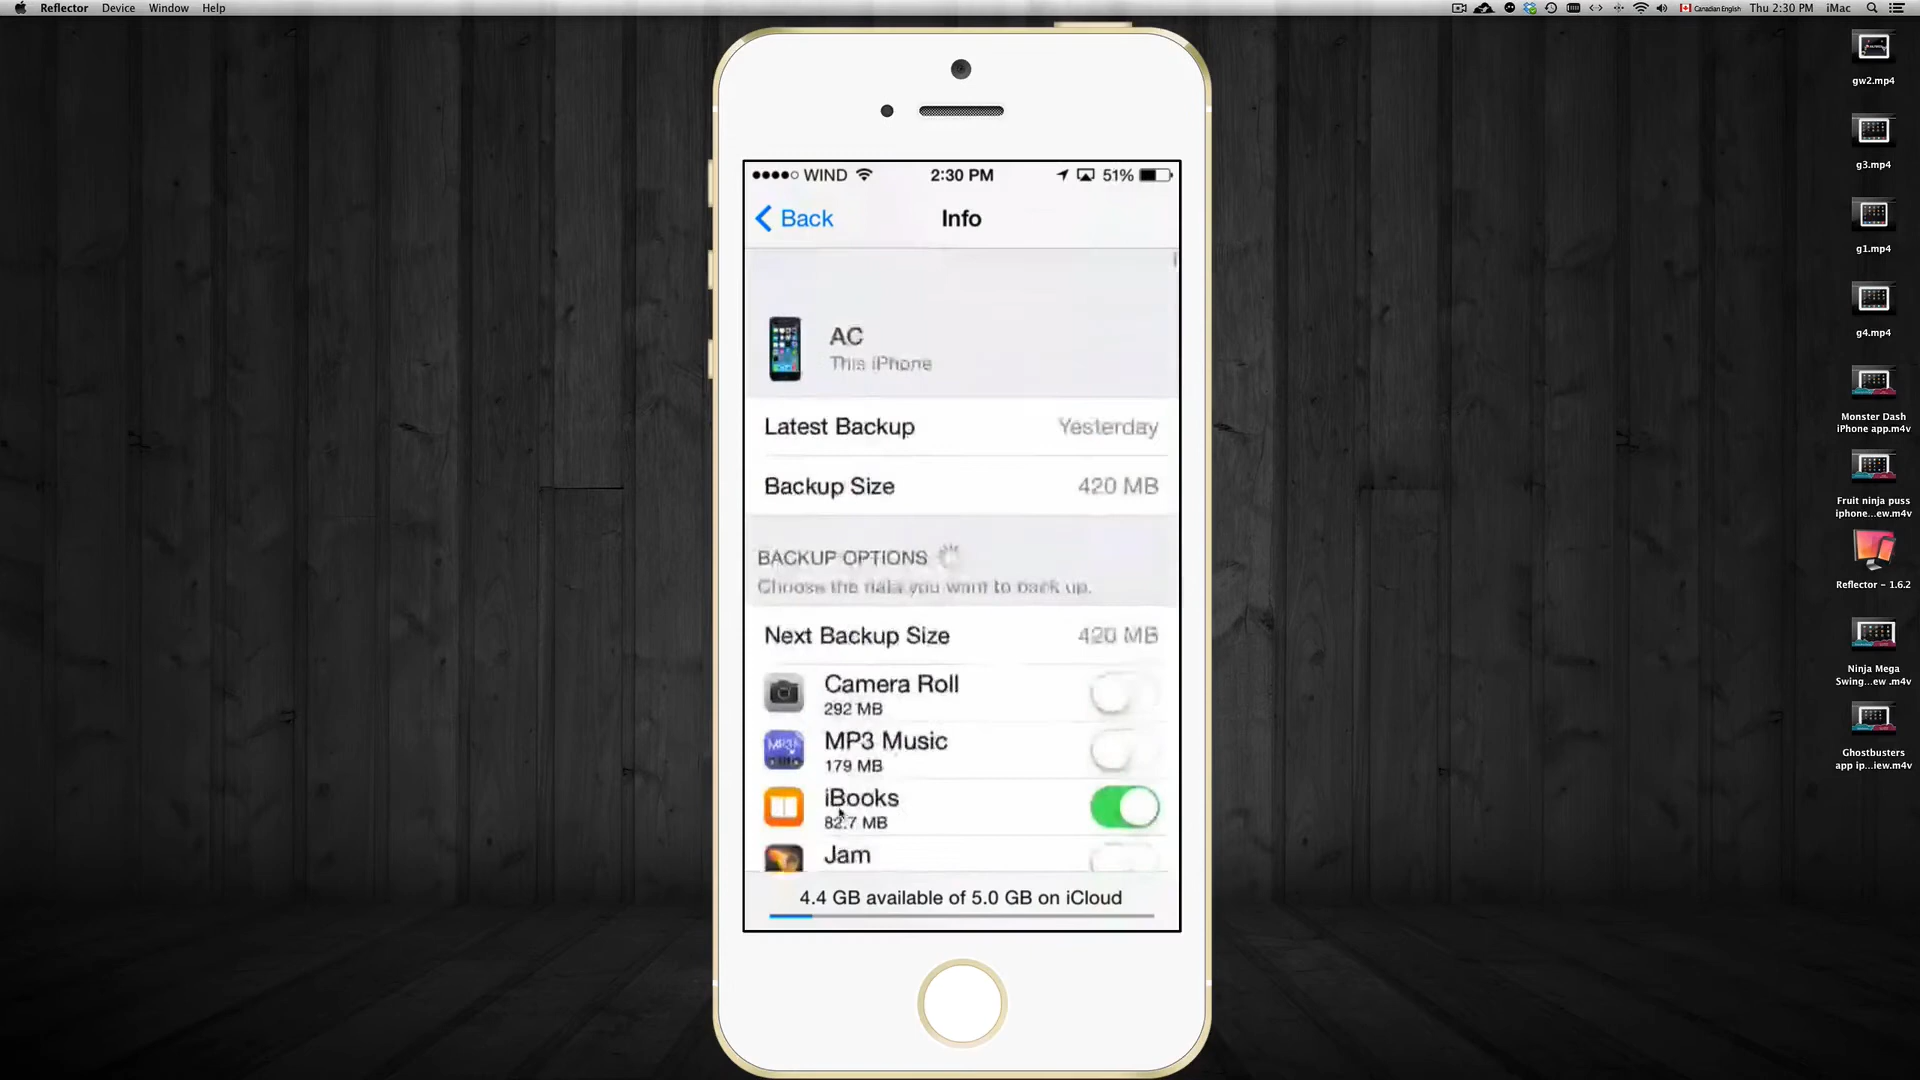 Reflector Device Window Help
Canadian English Thu 2:30 PM iMac
WIND 2:30 PM 51%
Back Info
AC
This iPhone
Latest Backup Yesterday
Backup Size 420 MB
BACKUP OPTIONS
Choose the data you want to back up.
Next Backup Size 420 MB
Camera Roll
292 MB
MP3 Music
179 MB
iBooks
82.7 MB
Jam
4.4 GB available of 5.0 GB on iCloud
gw2.mp4
g3.mp4
g1.mp4
g4.mp4
Monster Dash
iPhone app.m4v
Fruit ninja puss
iphone...ew.m4v
Reflector - 1.6.2
Ninja Mega
Swing...ew .m4v
Ghostbusters
app ip...iew.m4v